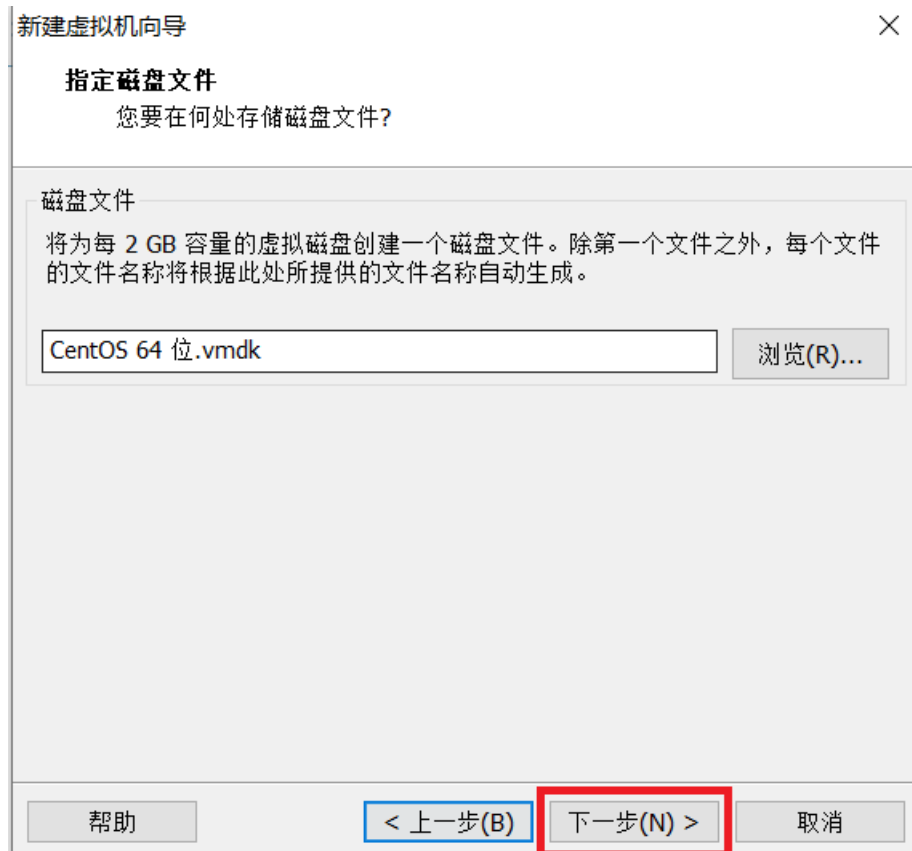 新建虚拟机向导
指定磁盘文件
您要在何处存储磁盘文件?
磁盘文件
将为每 2 GB 容量的虚拟磁盘创建一个磁盘文件。除第一个文件之外，每个文件
的文件名称将根据此处所提供的文件名称自动生成。
CentOS 64 位.vmdk
浏览(R)...
帮助
< 上一步(B)
下一步(N) >
取消